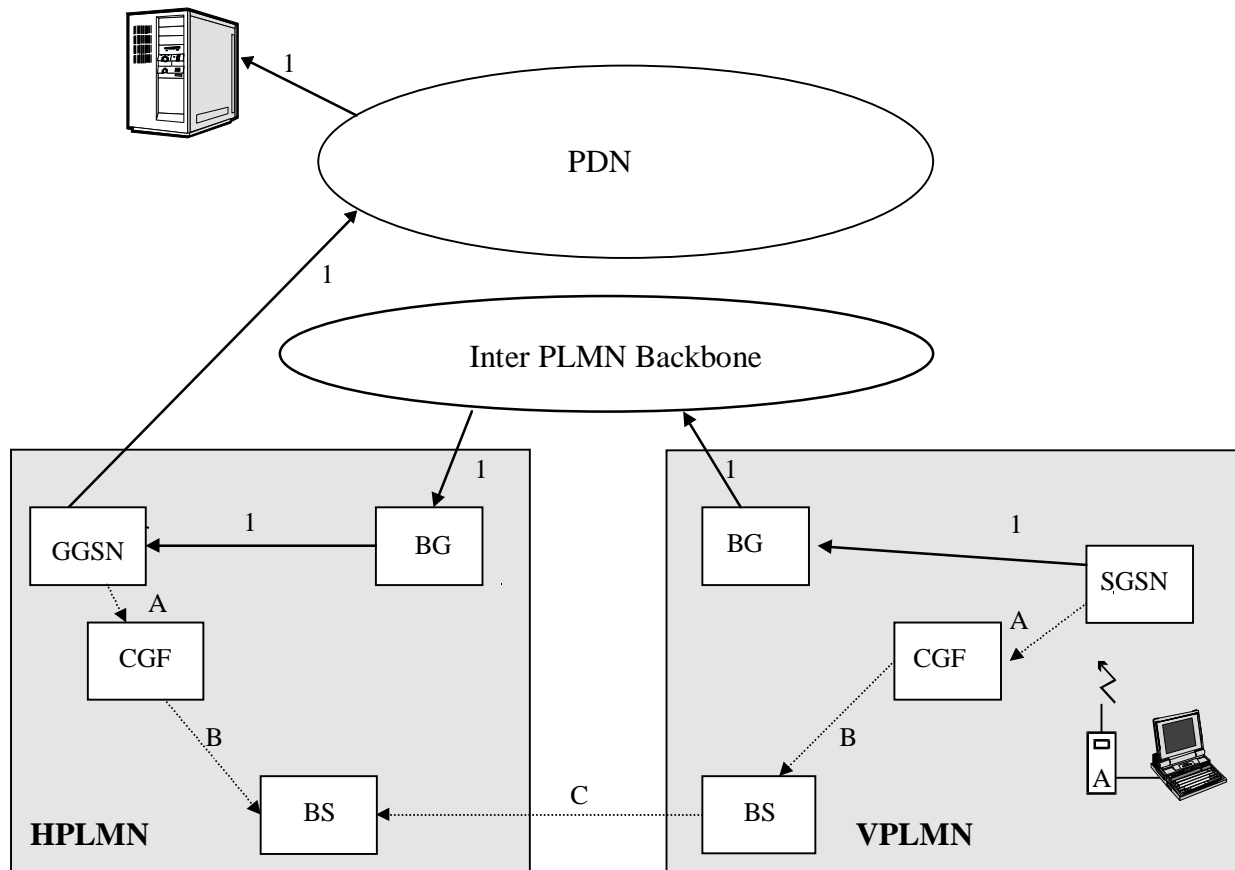 1
PDN
1
Inter PLMN Backbone
1
1
1
1
GGSN
BG
BG
SGSN
A
A
CGF
CGF
B
B
A
C
BS
BS
HPLMN
VPLMN